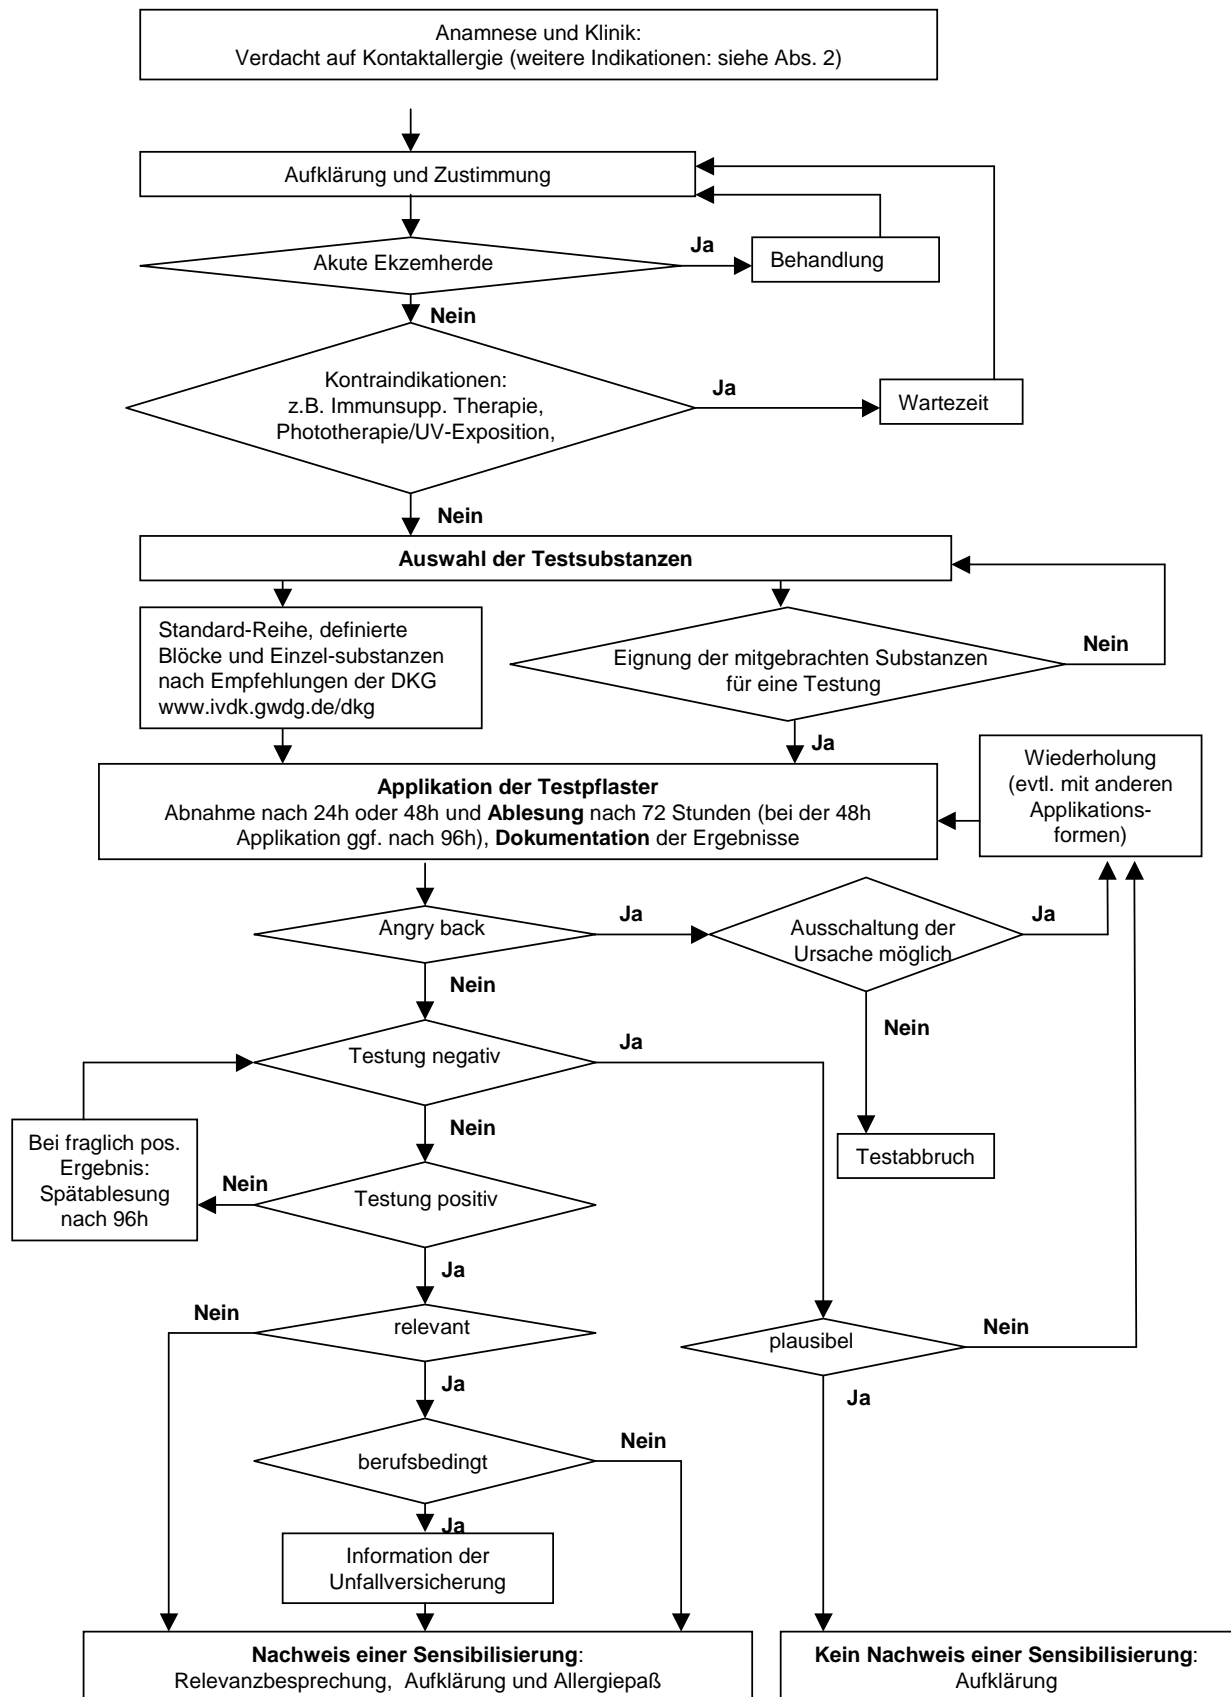 Anamnese und Klinik:
Verdacht auf Kontaktallergie (weitere Indikationen: siehe Abs. 2)
Aufklärung und Zustimmung
Akute Ekzemherde
Ja
Behandlung
Nein
Kontraindikationen:
z.B. Immunsupp. Therapie,
Phototherapie/UV-Exposition,
Ja
Wartezeit
Nein
Auswahl der Testsubstanzen
Standard-Reihe, definierte
Blöcke und Einzel-substanzen
nach Empfehlungen der DKG
www.ivdk.gwdg.de/dkg
Eignung der mitgebrachten Substanzen
für eine Testung
Nein
Ja
Applikation der Testpflaster
Abnahme nach 24h oder 48h und Ablesung nach 72 Stunden (bei der 48h
Applikation ggf. nach 96h), Dokumentation der Ergebnisse
Wiederholung
(evtl. mit anderen
Applikations-
formen)
Angry back
Ja
Ausschaltung der
Ursache möglich
Ja
Nein
Nein
Testung negativ
Ja
Nein
Testabbruch
Bei fraglich pos.
Ergebnis:
Spätablesung
nach 96h
Nein
Testung positiv
Ja
Nein
relevant
plausibel
Nein
Ja
Ja
berufsbedingt
Nein
Ja
Information der
Unfallversicherung
Nachweis einer Sensibilisierung:
Relevanzbesprechung, Aufklärung und Allergiepaß
Kein Nachweis einer Sensibilisierung:
Aufklärung